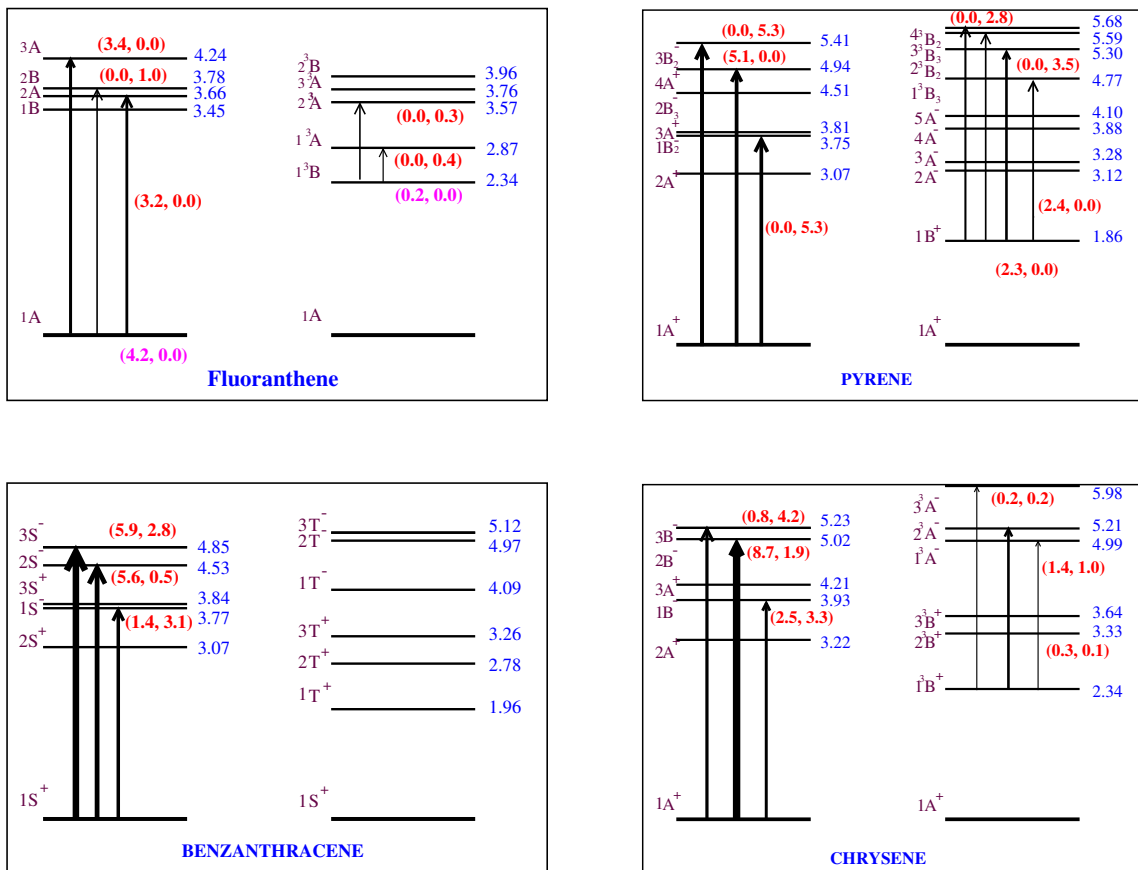 3A (3.4, 0.0) 4.24
2B (0.0, 1.0) 3.78
2A 3.66
1B 3.45
(3.2, 0.0)
1A
(4.2, 0.0)
2³B 3.96
3³A 3.76
2³A 3.57
(0.0, 0.3)
1³A 2.87
(0.0, 0.4)
1³B 2.34
(0.2, 0.0)
1A
Fluoranthene
(0.0, 5.3) 5.41
3B₂⁻ (5.1, 0.0) 4.94
4A⁺ 4.51
2B₃⁻
3A⁺ 3.81
1B₂⁻ 3.75
2A⁺ 3.07
(0.0, 5.3)
1A⁺
(0.0, 2.8) 5.68
4³B₂ 5.59
3³B₃ 5.30
2³B₂ (0.0, 3.5) 4.77
1³B₃
5A⁻ 4.10
4A⁻ 3.88
3A⁻ 3.28
2A⁻ 3.12
(2.4, 0.0)
1B⁺ 1.86
(2.3, 0.0)
1A⁺
PYRENE
3S⁻ (5.9, 2.8) 4.85
2S⁻ 4.53
3S⁺ (5.6, 0.5) 3.84
1S⁻ (1.4, 3.1) 3.77
2S⁺ 3.07
1S⁺
3T⁻ 5.12
2T⁻ 4.97
1T⁻ 4.09
3T⁺ 3.26
2T⁺ 2.78
1T⁺ 1.96
1S⁺
BENZANTHRACENE
(0.8, 4.2) 5.23
3B⁻ 5.02
2B⁻ (8.7, 1.9)
3A⁺ 4.21
1B⁻ 3.93
(2.5, 3.3)
2A⁺ 3.22
1A⁺
(0.2, 0.2) 5.98
3³A⁻
2³A⁻ 5.21
1³A⁻ 4.99
(1.4, 1.0)
3³B⁺ 3.64
2³B⁺ 3.33
(0.3, 0.1)
1³B⁺ 2.34
1A⁺
CHRYSENE